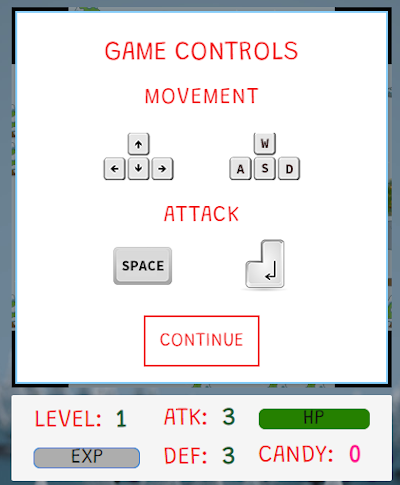 GAME CONTROLS
MOVEMENT
↑ W
← ↓ → A S D
ATTACK
SPACE ↵
CONTINUE
LEVEL: 1 ATK: 3 HP
EXP DEF: 3 CANDY: 0